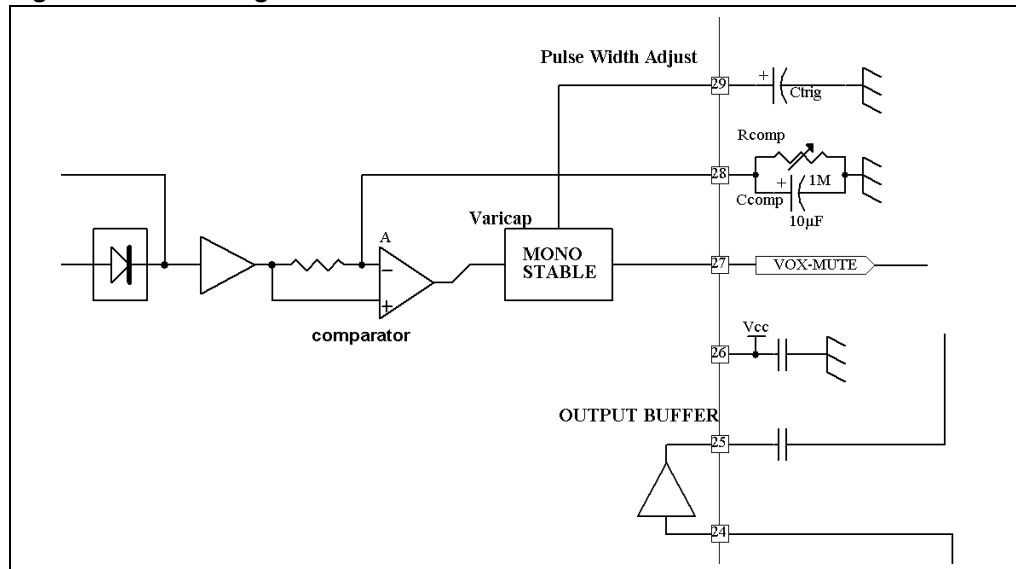 Pulse Width Adjust
29
+
Ctrig
Rcomp
28
+
1M
Ccomp
10µF
Varicap
A
−
MONO
STABLE
27
VOX-MUTE
+
comparator
Vcc
26
OUTPUT BUFFER
25
24